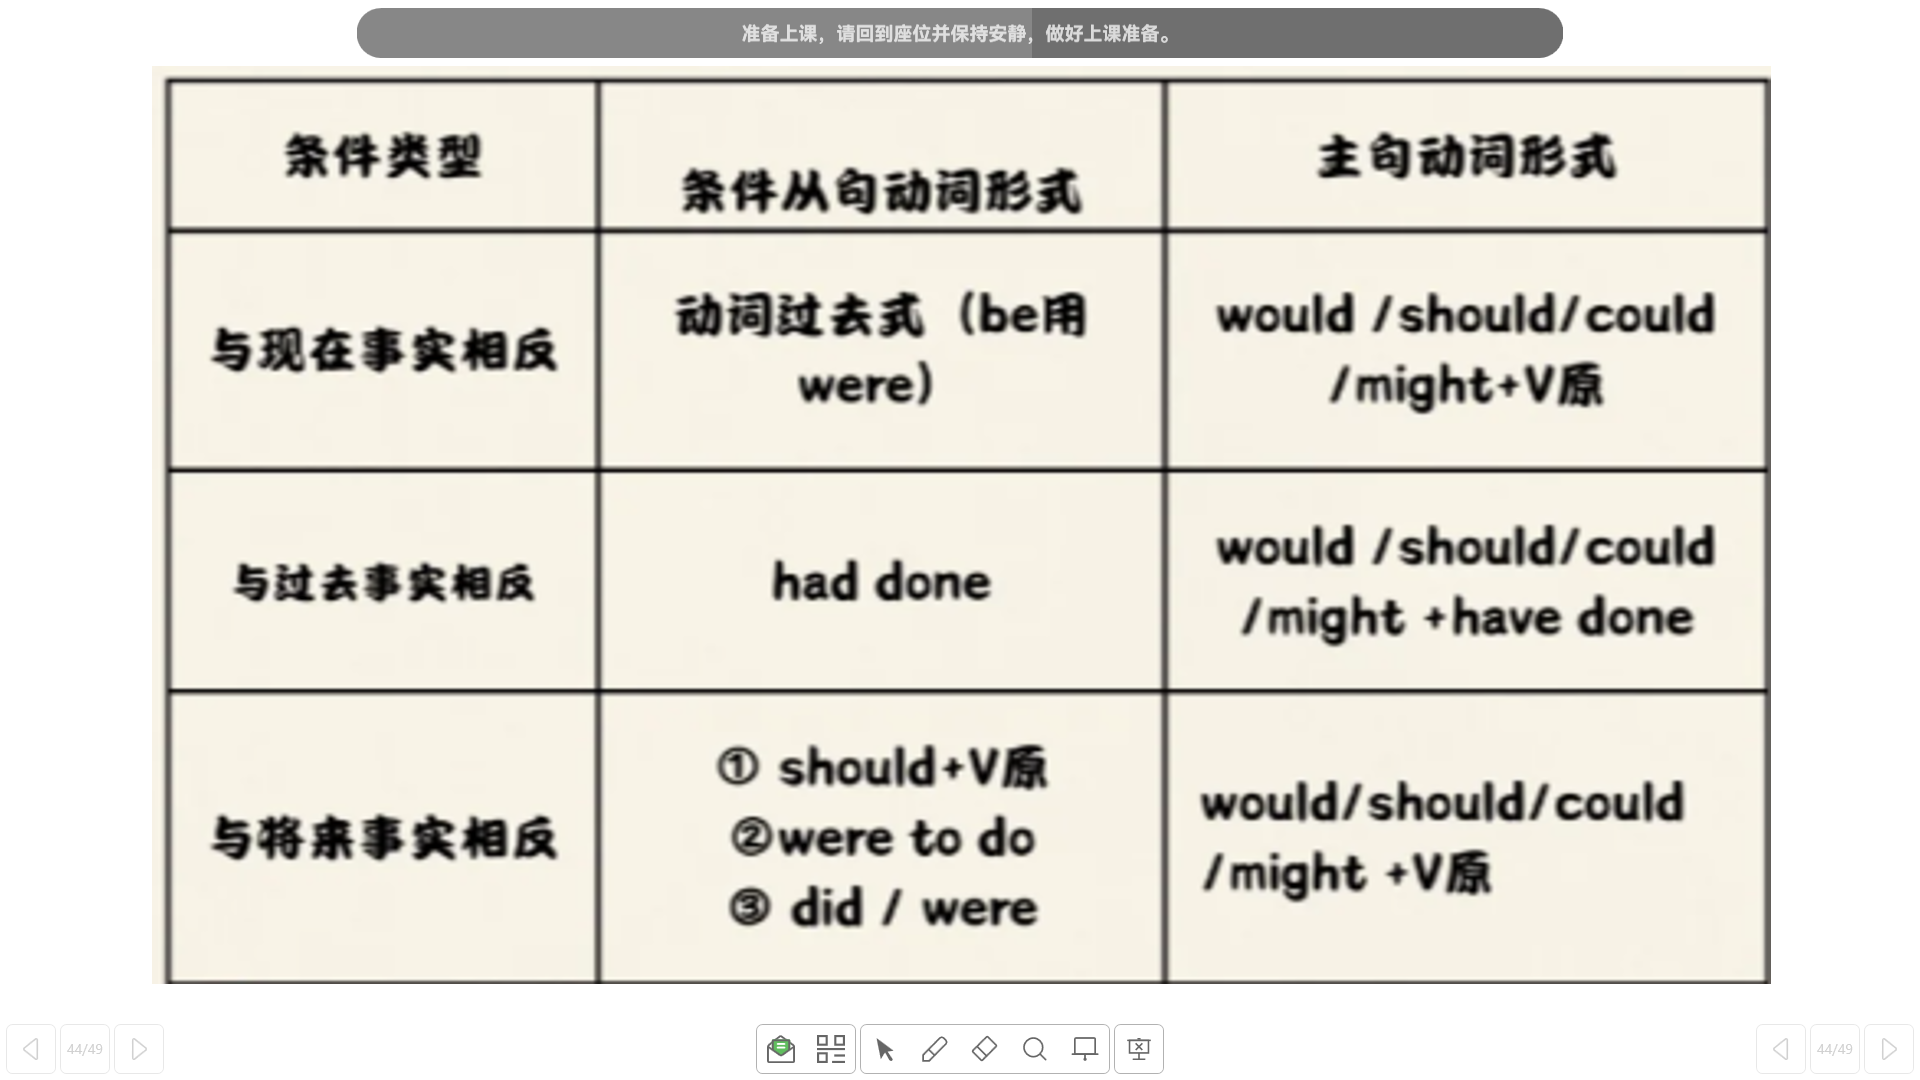 准备上课，请回到座位并保持安静，做好上课准备。
条件类型
条件从句动词形式
主句动词形式
与现在事实相反
动词过去式（be用
were）
would /should/could
/might+V原
与过去事实相反
had done
would /should/could
/might +have done
与将来事实相反
① should+V原
②were to do
③ did / were
would/should/could
/might +V原
44/49
44/49